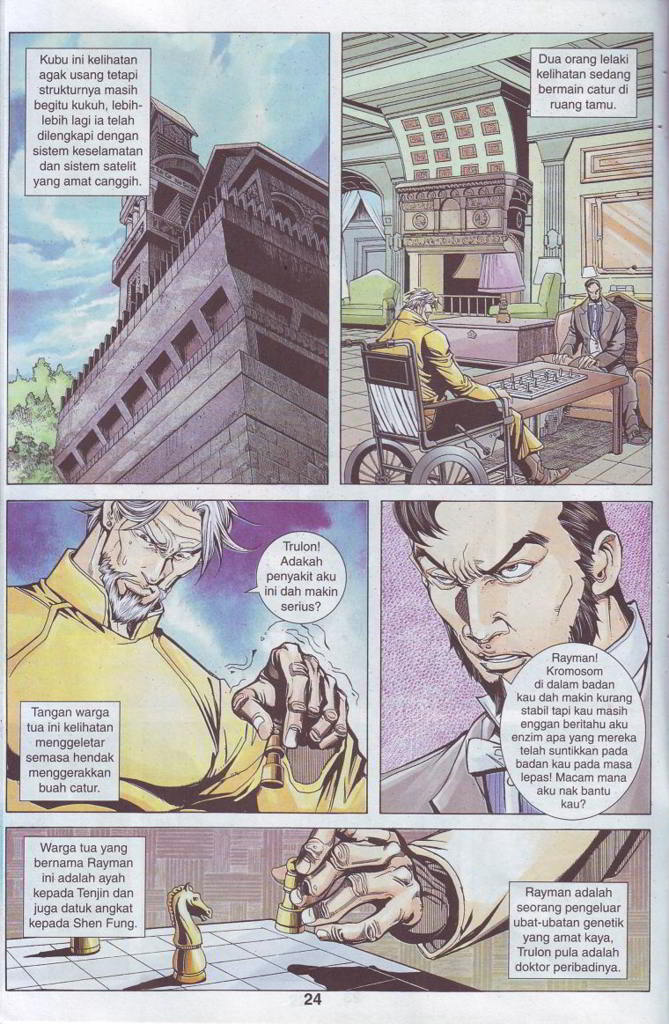 Kubu ini kelihatan
agak usang tetapi
strukturnya masih
begitu kukuh, lebih-
lebih lagi ia telah
dilengkapi dengan
sistem keselamatan
dan sistem satelit
yang amat canggih.
Dua orang lelaki
kelihatan sedang
bermain catur di
ruang tamu.
Trulon!
Adakah
penyakit aku
ini dah makin
serius?
Tangan warga
tua ini kelihatan
menggeletar
semasa hendak
menggerakkan
buah catur.
Rayman!
Kromosom
di dalam badan
kau dah makin kurang
stabil tapi kau masih
enggan beritahu aku
enzim apa yang mereka
telah suntikkan pada
badan kau pada masa
lepas! Macam mana
aku nak bantu
kau?
Warga tua yang
bernama Rayman
ini adalah ayah
kepada Tenjin dan
juga datuk angkat
kepada Shen Fung.
Rayman adalah
seorang pengeluar
ubat-ubatan genetik
yang amat kaya,
Trulon pula adalah
doktor peribadinya.
24